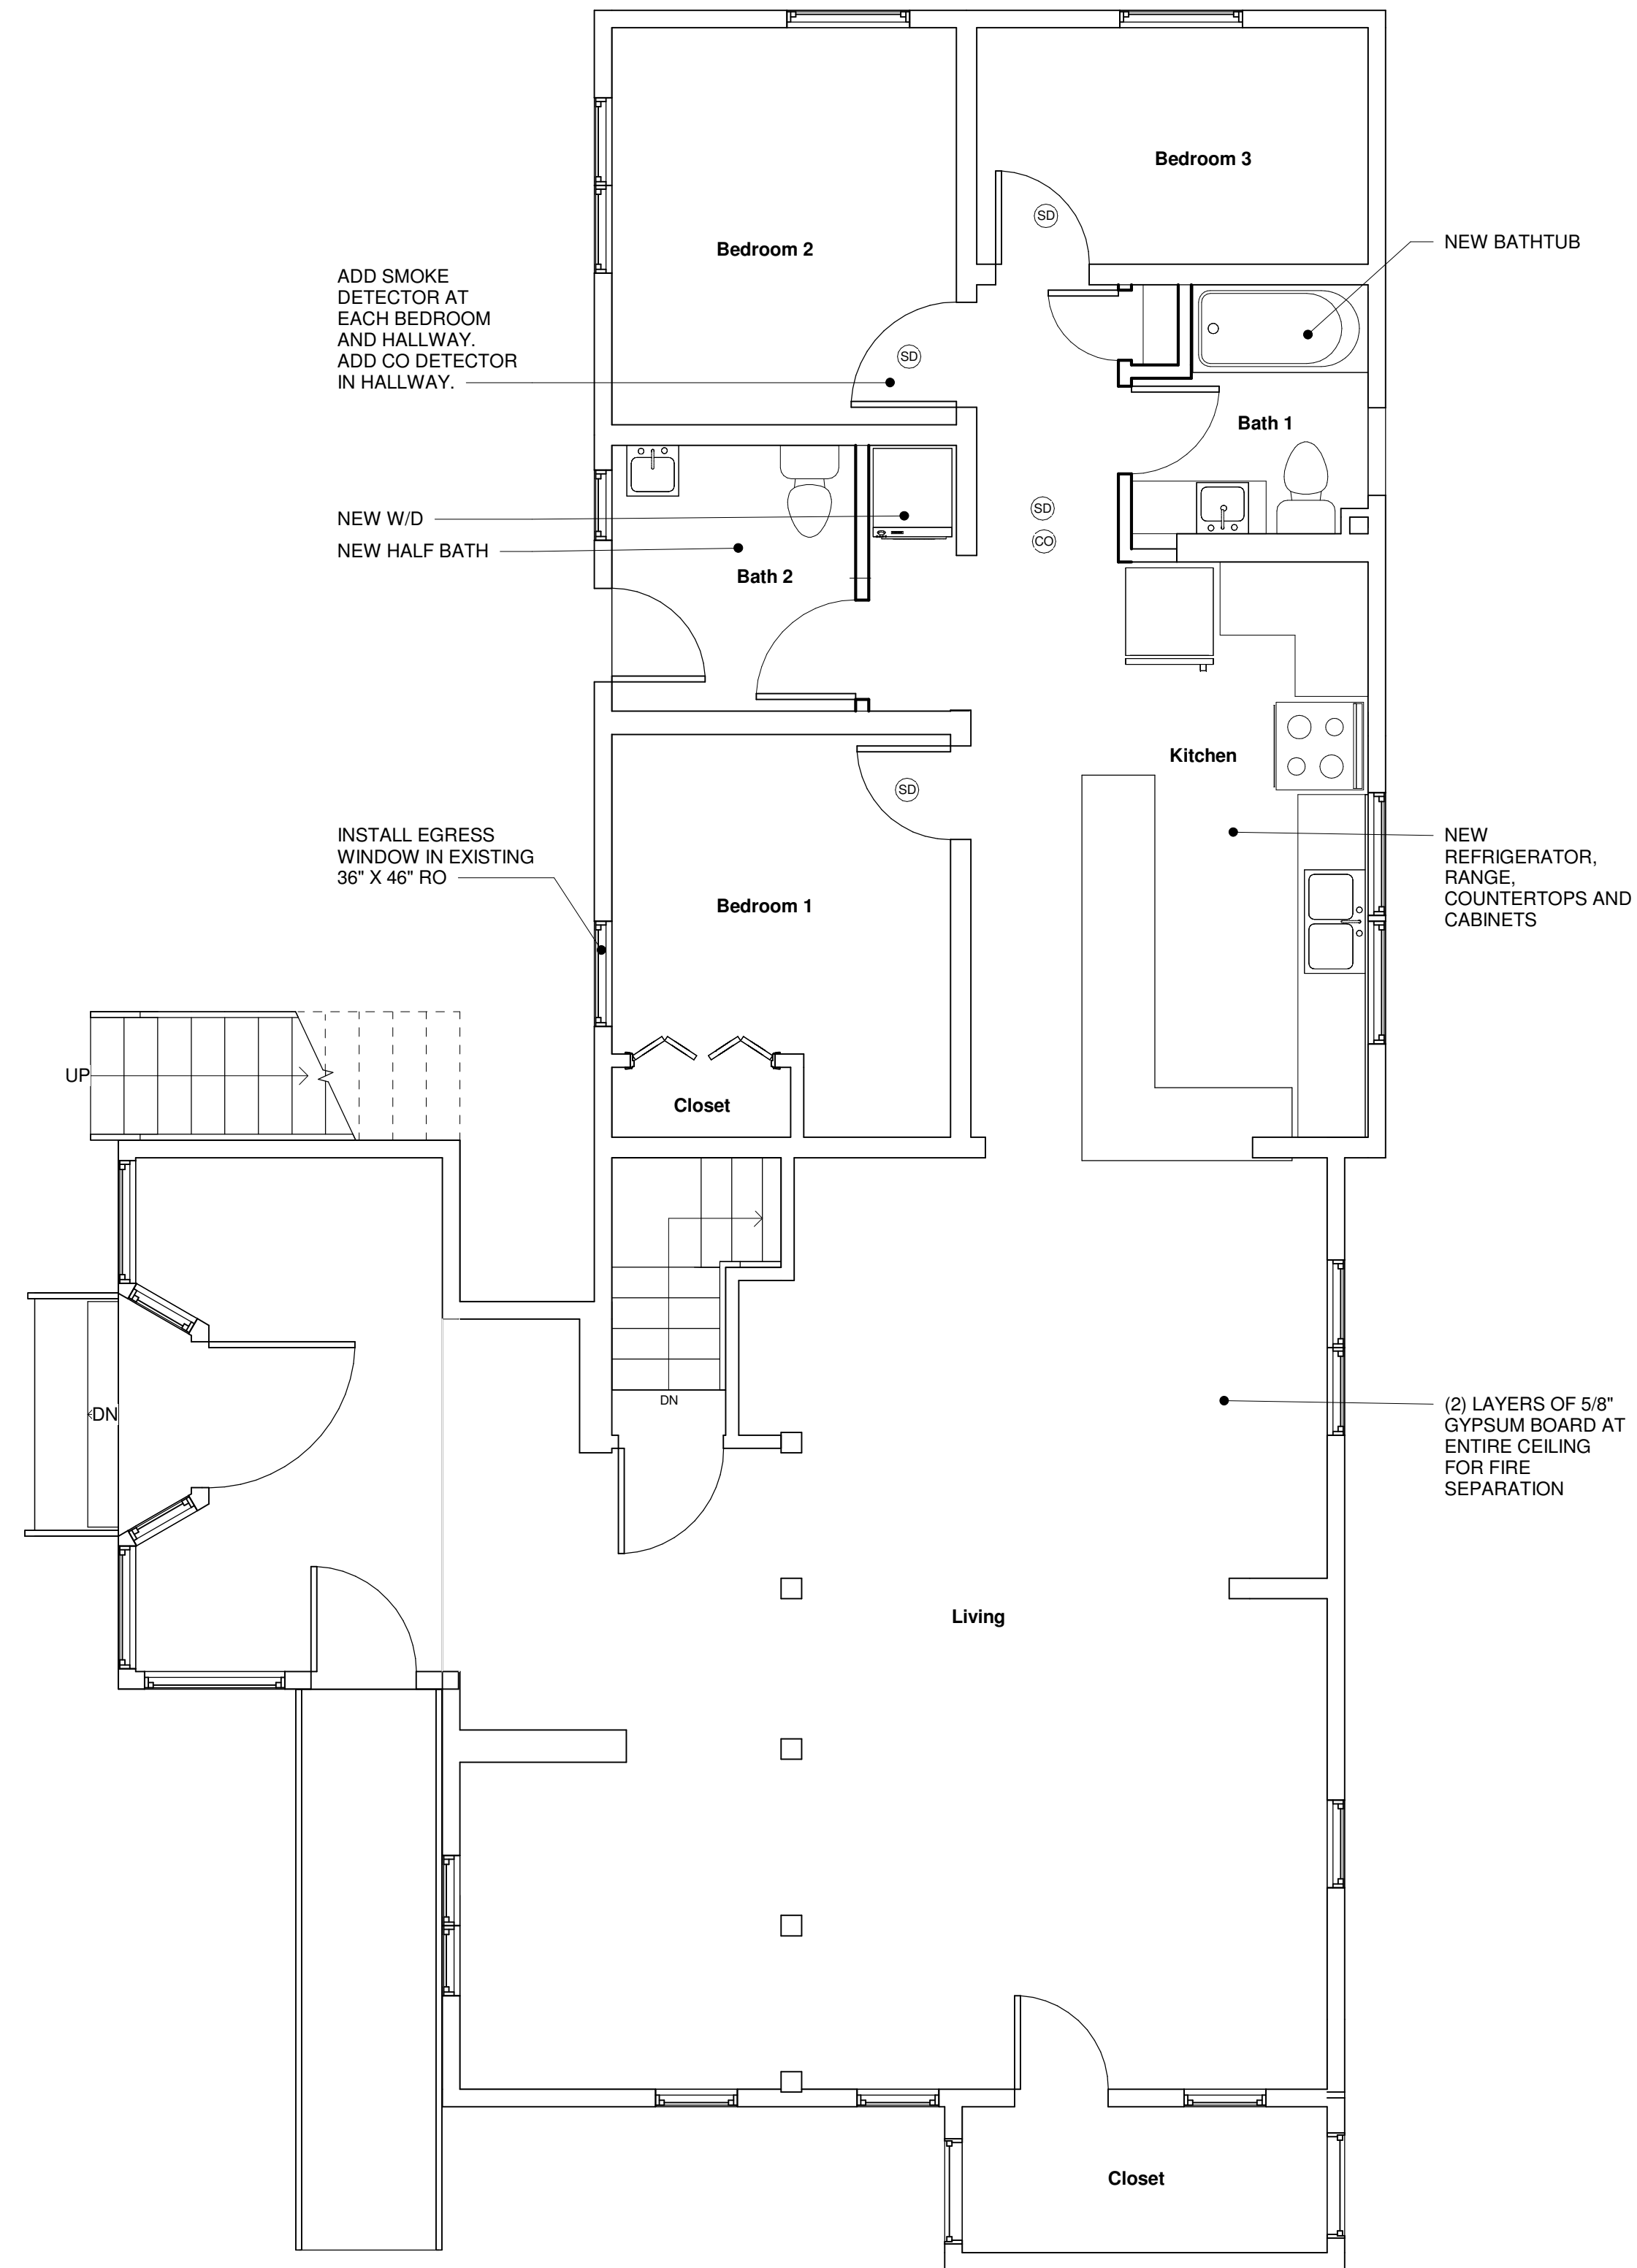 Bedroom 3
Bedroom 2
SD
NEW BATHTUB
ADD SMOKE
DETECTOR AT
EACH BEDROOM
AND HALLWAY.
ADD CO DETECTOR
IN HALLWAY.
SD
Bath 1
NEW W/D
SD
NEW HALF BATH
CO
Bath 2
Kitchen
SD
INSTALL EGRESS
WINDOW IN EXISTING
36" X 46" RO
NEW
REFRIGERATOR,
RANGE,
COUNTERTOPS AND
CABINETS
Bedroom 1
UP
Closet
DN
DN
(2) LAYERS OF 5/8"
GYPSUM BOARD AT
ENTIRE CEILING
FOR FIRE
SEPARATION
Living
Closet